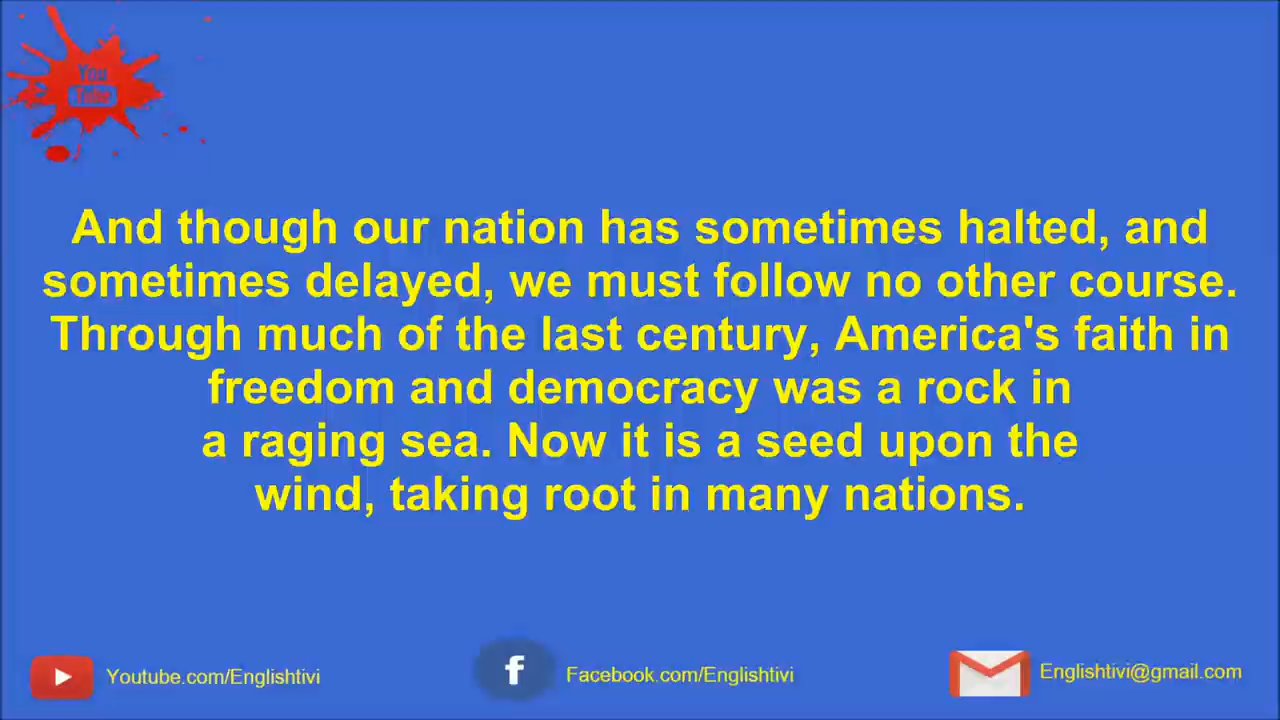 You
Tube
And though our nation has sometimes halted, and
sometimes delayed, we must follow no other course.
Through much of the last century, America's faith in
freedom and democracy was a rock in
a raging sea. Now it is a seed upon the
wind, taking root in many nations.
Youtube.com/Englishtivi
f
Facebook.com/Englishtivi
Englishtivi@gmail.com